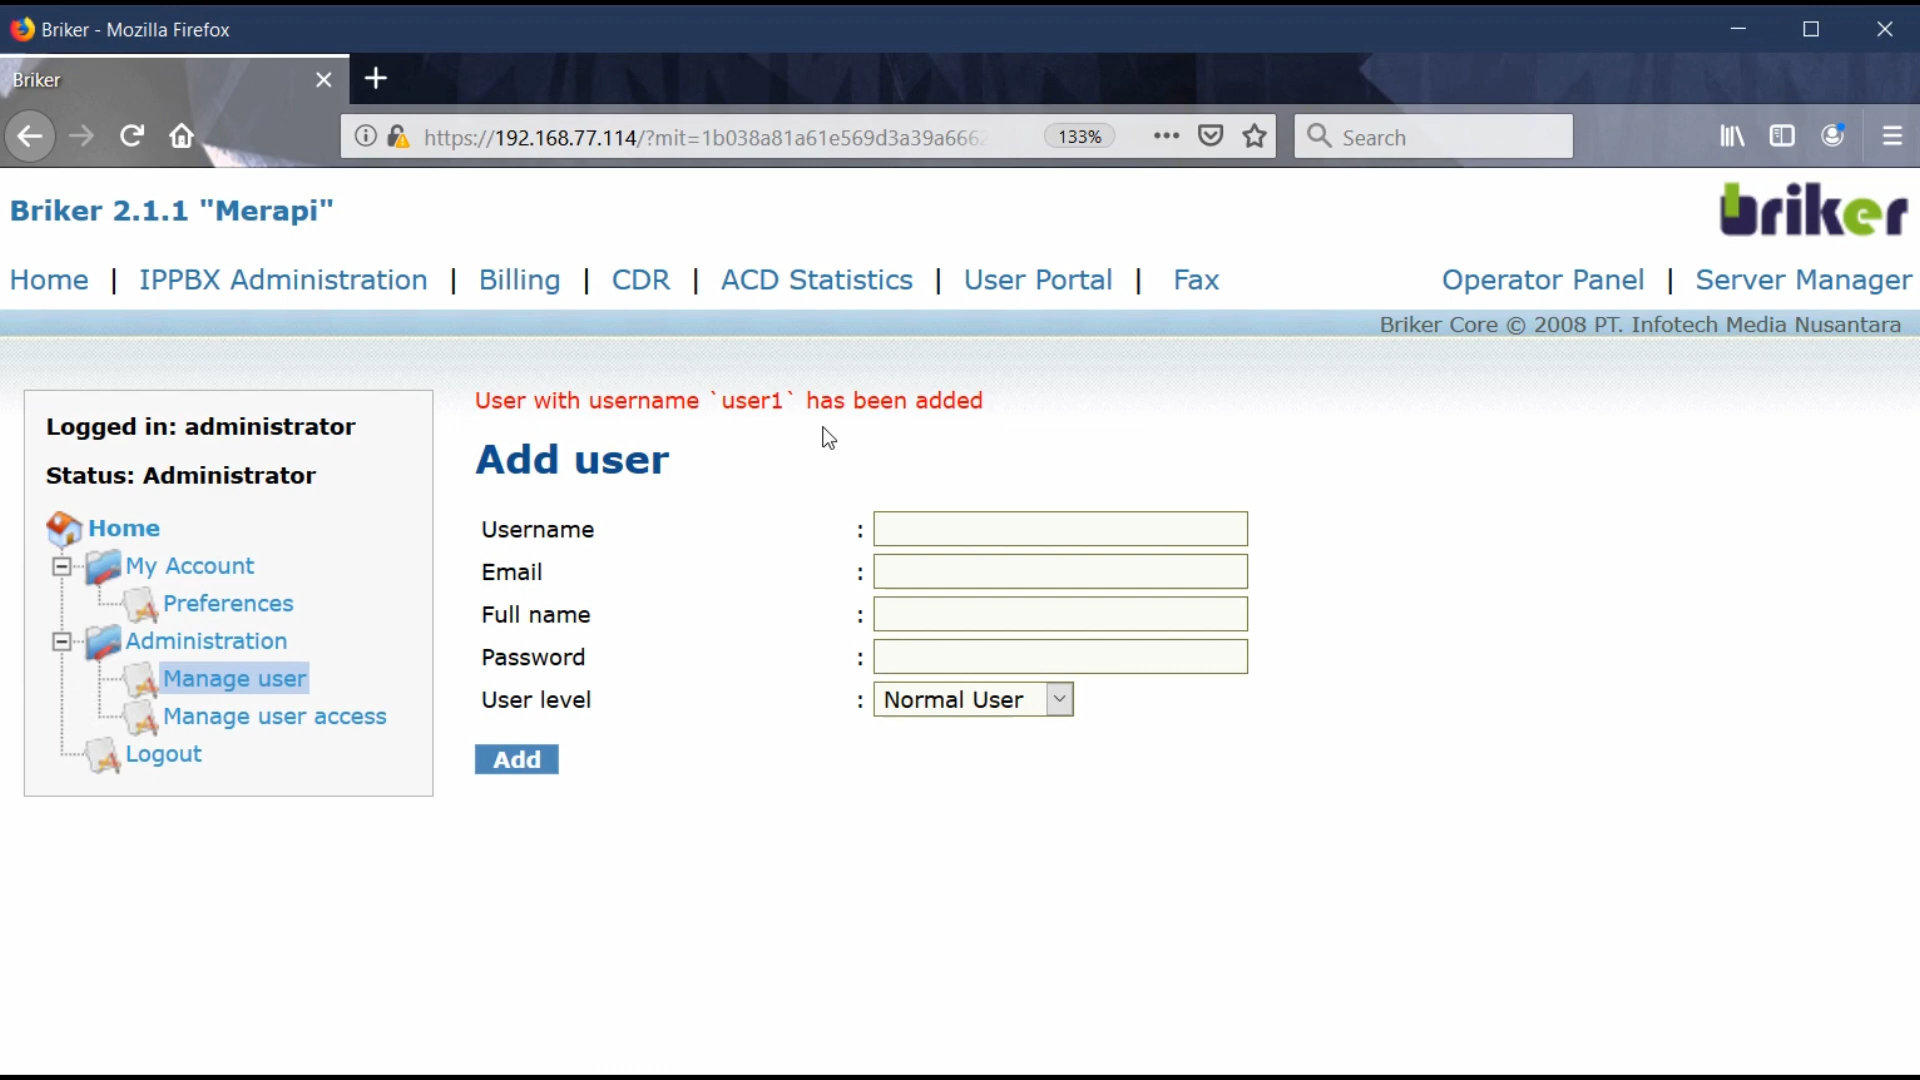 Briker - Mozilla Firefox
Briker
https://192.168.77.114/?mit=1b038a81a61e569d3a39a6662
133%
Search
Briker 2.1.1 "Merapi"
briker
Home | IPPBX Administration | Billing | CDR | ACD Statistics | User Portal | Fax
Operator Panel | Server Manager
Briker Core © 2008 PT. Infotech Media Nusantara
Logged in: administrator
Status: Administrator
Home
My Account
Preferences
Administration
Manage user
Manage user access
Logout
User with username `user1` has been added
Add user
Username :
Email :
Full name :
Password :
User level : Normal User
Add